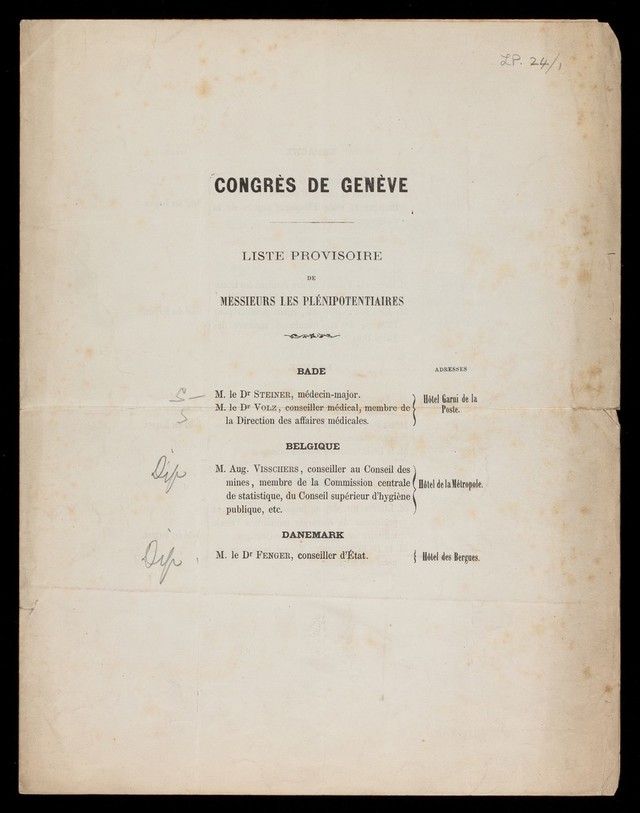 LP. 24/1
CONGRÈS DE GENÈVE
LISTE PROVISOIRE
DE
MESSIEURS LES PLÉNIPOTENTIAIRES
ADRESSES
BADE
S —
M. le Dr STEINER, médecin-major.
S
M. le Dr VOLZ, conseiller médical, membre de
la Direction des affaires médicales.
Hôtel Garni de la
Poste.
BELGIQUE
Dip
M. Aug. VISSCHERS, conseiller au Conseil des
mines, membre de la Commission centrale
de statistique, du Conseil supérieur d'hygiène
publique, etc.
Hôtel de la Métropole.
DANEMARK
Dip
M. le Dr FENGER, conseiller d'État.
Hôtel des Bergues.